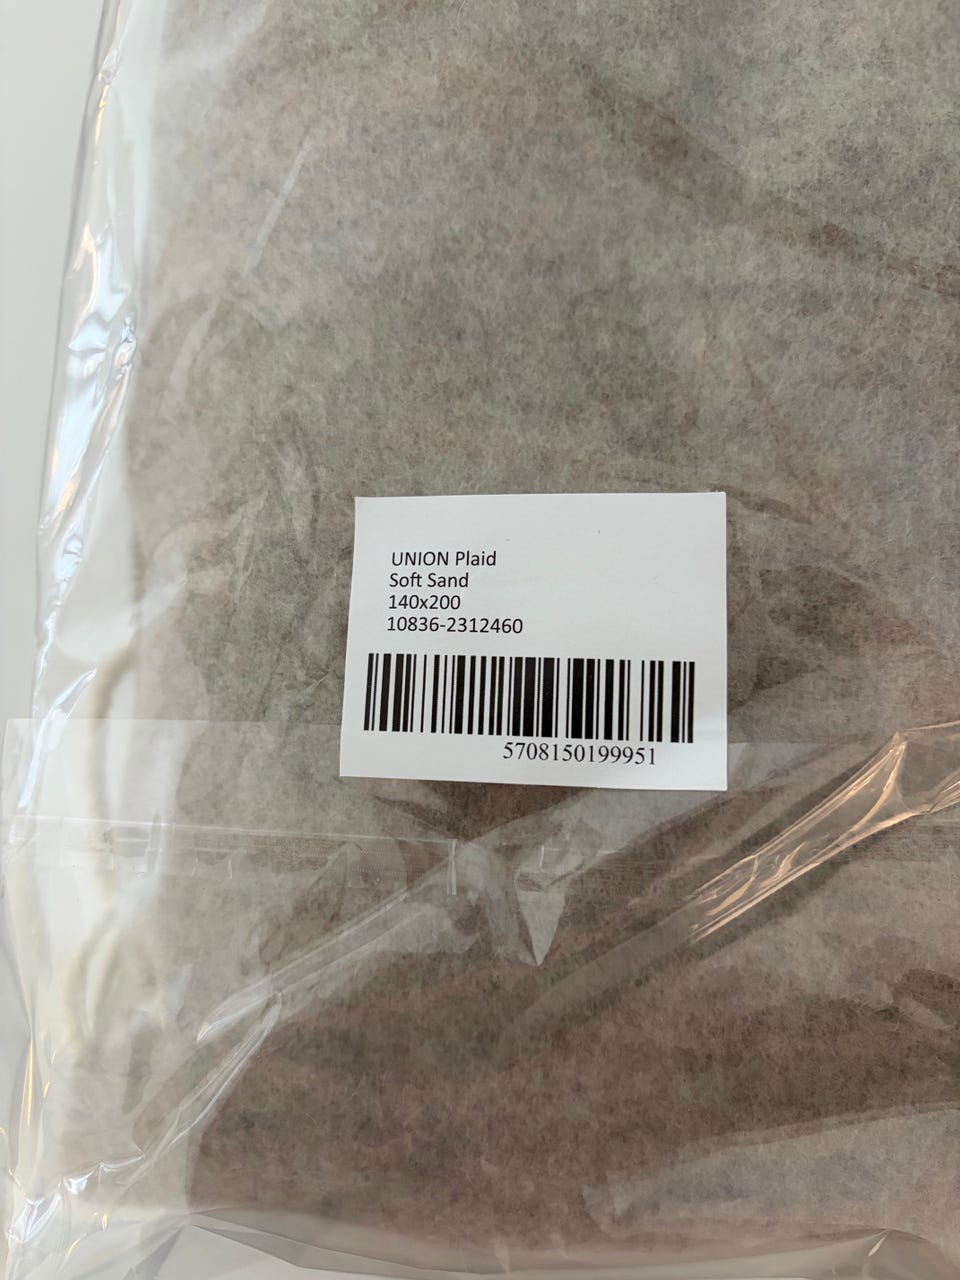 UNION Plaid
Soft Sand
140x200
10836-2312460
5708150199951